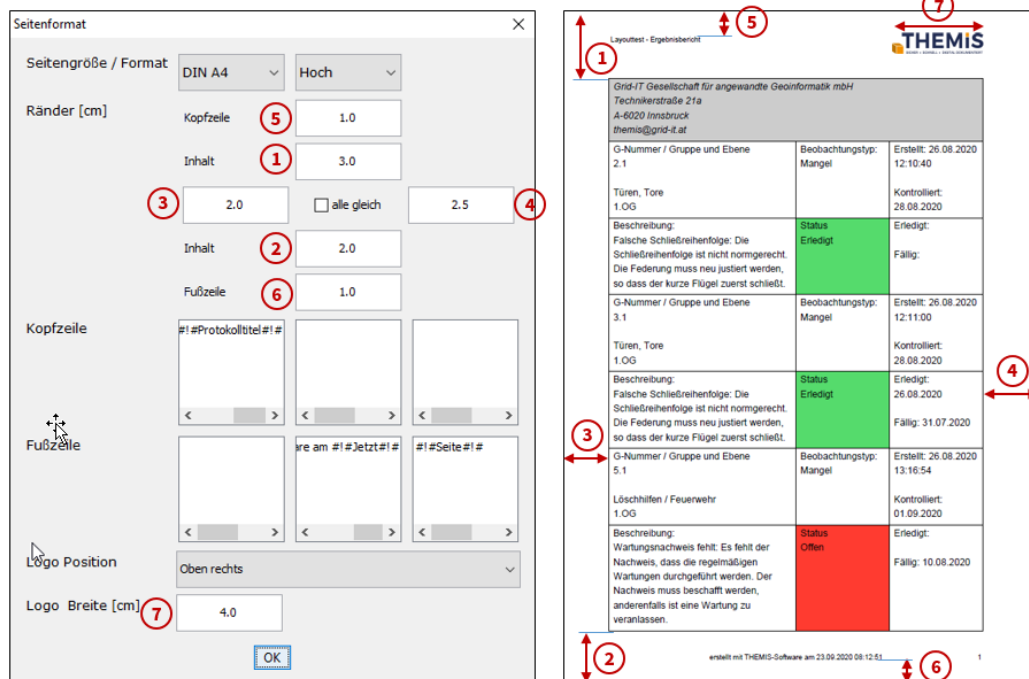 Seitenformat
Seitengröße / Format
DIN A4
Hoch
Ränder [cm]
Kopfzeile
5
1.0
Inhalt
1
3.0
3
2.0
alle gleich
2.5
4
Inhalt
2
2.0
Fußzeile
6
1.0
Kopfzeile
#!#Protokolltitel#!#
Fußzeile
are am #!#Jetzt#!#
#!#Seite#!#
Logo Position
Oben rechts
Logo Breite [cm]
7
4.0
OK
7
5
Layouttest - Ergebnisbericht
THEMIS
1
Grid-IT Gesellschaft für angewandte Geoinformatik mbH
Technikerstraße 21a
A-6020 Innsbruck
themis@grid-it.at
G-Nummer / Gruppe und Ebene
2.1
Türen, Tore
1.OG
Beobachtungstyp:
Mangel
Erstellt: 26.08.2020
12:10:40
Kontrolliert:
28.08.2020
Beschreibung:
Falsche Schließreihenfolge: Die
Schließreihenfolge ist nicht normgerecht.
Die Federung muss neu justiert werden,
so dass der kurze Flügel zuerst schließt.
Status
Erledigt
Erledigt:
Fällig:
G-Nummer / Gruppe und Ebene
3.1
Türen, Tore
1.OG
Beobachtungstyp:
Mangel
Erstellt: 26.08.2020
12:11:00
Kontrolliert:
28.08.2020
Beschreibung:
Falsche Schließreihenfolge: Die
Schließreihenfolge ist nicht normgerecht.
Die Federung muss neu justiert werden,
so dass der kurze Flügel zuerst schließt.
Status
Erledigt
Erledigt:
26.08.2020
Fällig: 31.07.2020
4
3
G-Nummer / Gruppe und Ebene
5.1
Löschhilfen / Feuerwehr
1.OG
Beobachtungstyp:
Mangel
Erstellt: 26.08.2020
13:16:54
Kontrolliert:
01.09.2020
Beschreibung:
Wartungsnachweis fehlt: Es fehlt der
Nachweis, dass die regelmäßigen
Wartungen durchgeführt werden. Der
Nachweis muss beschafft werden,
anderenfalls ist eine Wartung zu
veranlassen.
Status
Offen
Erledigt:
Fällig: 10.08.2020
2
erstellt mit THEMIS-Software am 23.09.2020 08:12:51
1
6